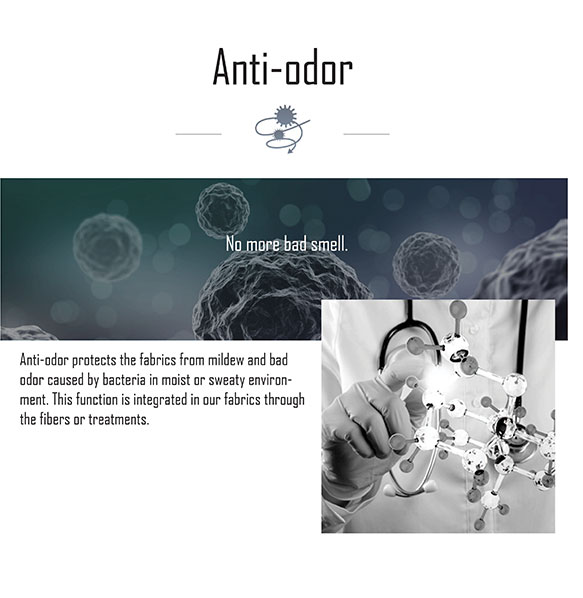 Anti-odor
No more bad smell.
Anti-odor protects the fabrics from mildew and bad
odor caused by bacteria in moist or sweaty environ-
ment. This function is integrated in our fabrics through
the fibers or treatments.